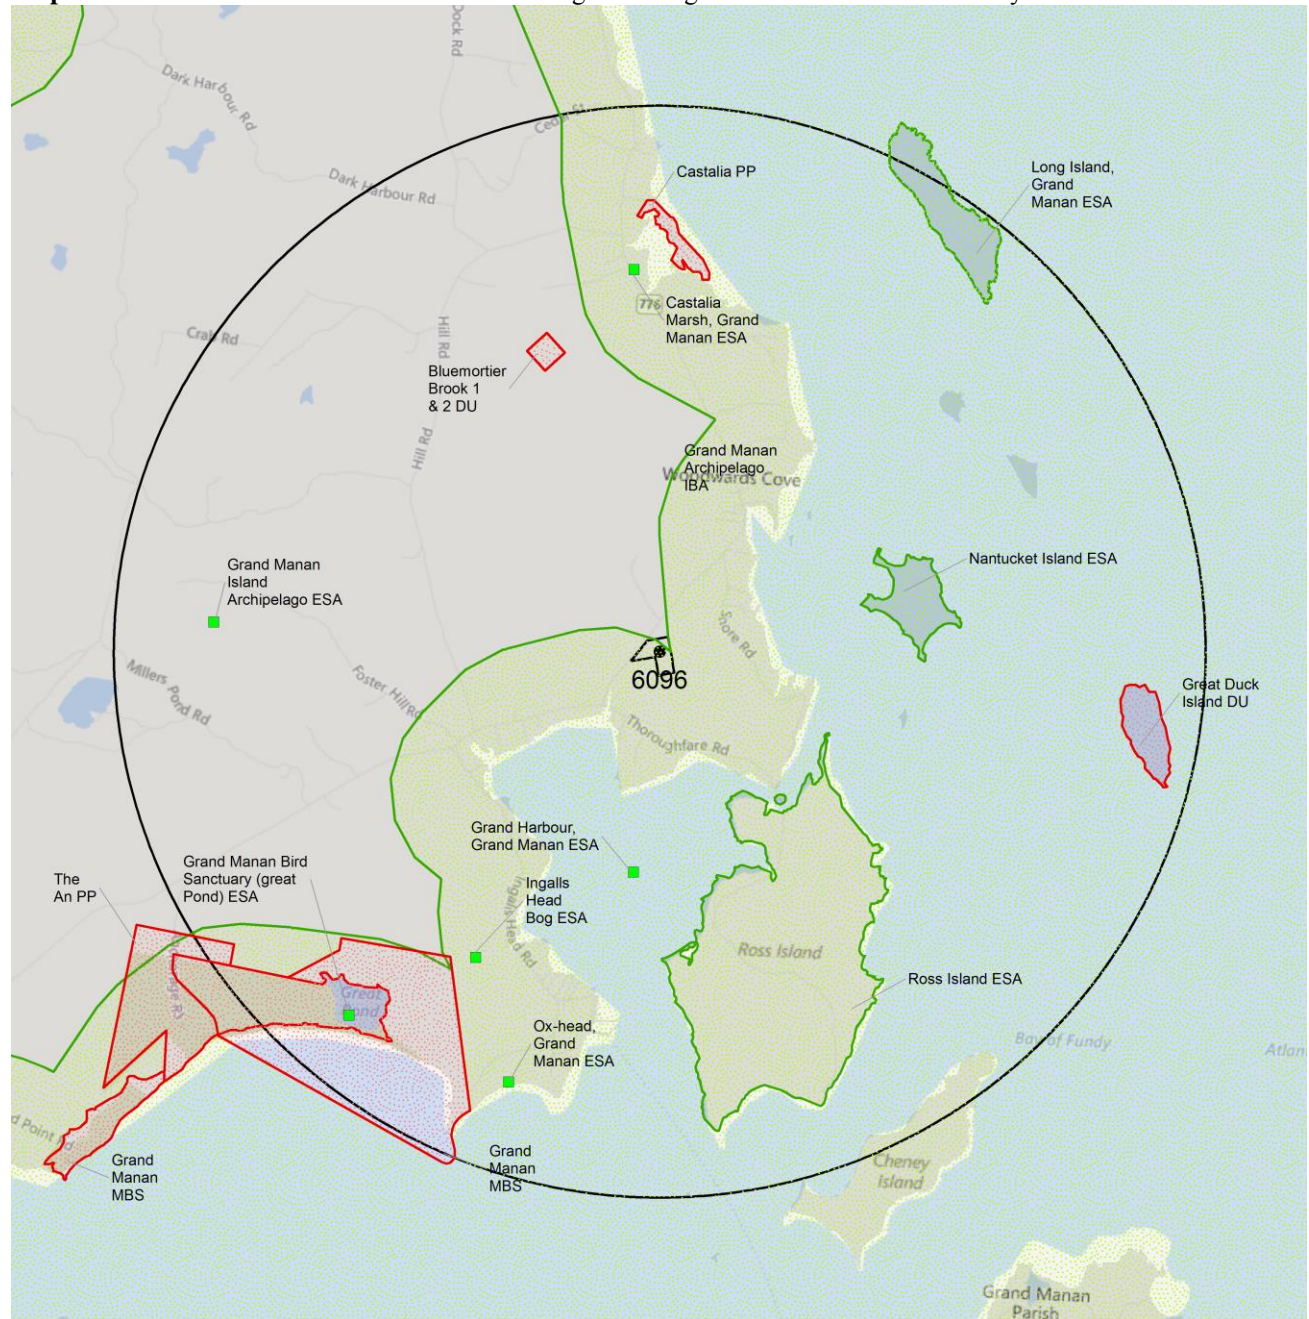 Dock Rd
Dark Harbour Rd
Cedar St
Dark Harbour Rd
Castalia PP
Long Island,
Grand
Manan ESA
776
Castalia
Marsh, Grand
Manan ESA
Crab Rd
Hill Rd
Bluemortier
Brook 1
& 2 DU
Hill Rd
Grand Manan
Archipelago
IBA
Woodwards Cove
Grand Manan
Island
Archipelago ESA
Nantucket Island ESA
Shore Rd
6096
Millers Pond Rd
Foster Hill Rd
Great Duck
Island DU
Thoroughfare Rd
Grand Harbour,
Grand Manan ESA
Grand Manan Bird
Sanctuary (great
Pond) ESA
The
An PP
Ingalls
Head
Bog ESA
Ingalls Head Rd
Ross Island
Ross Island ESA
Great
Pond
Ox-head,
Grand
Manan ESA
Bay of Fundy
Atlan
d Point Rd
Grand
Manan
MBS
Grand
Manan
MBS
Cheney
Island
Grand Manan
Parish